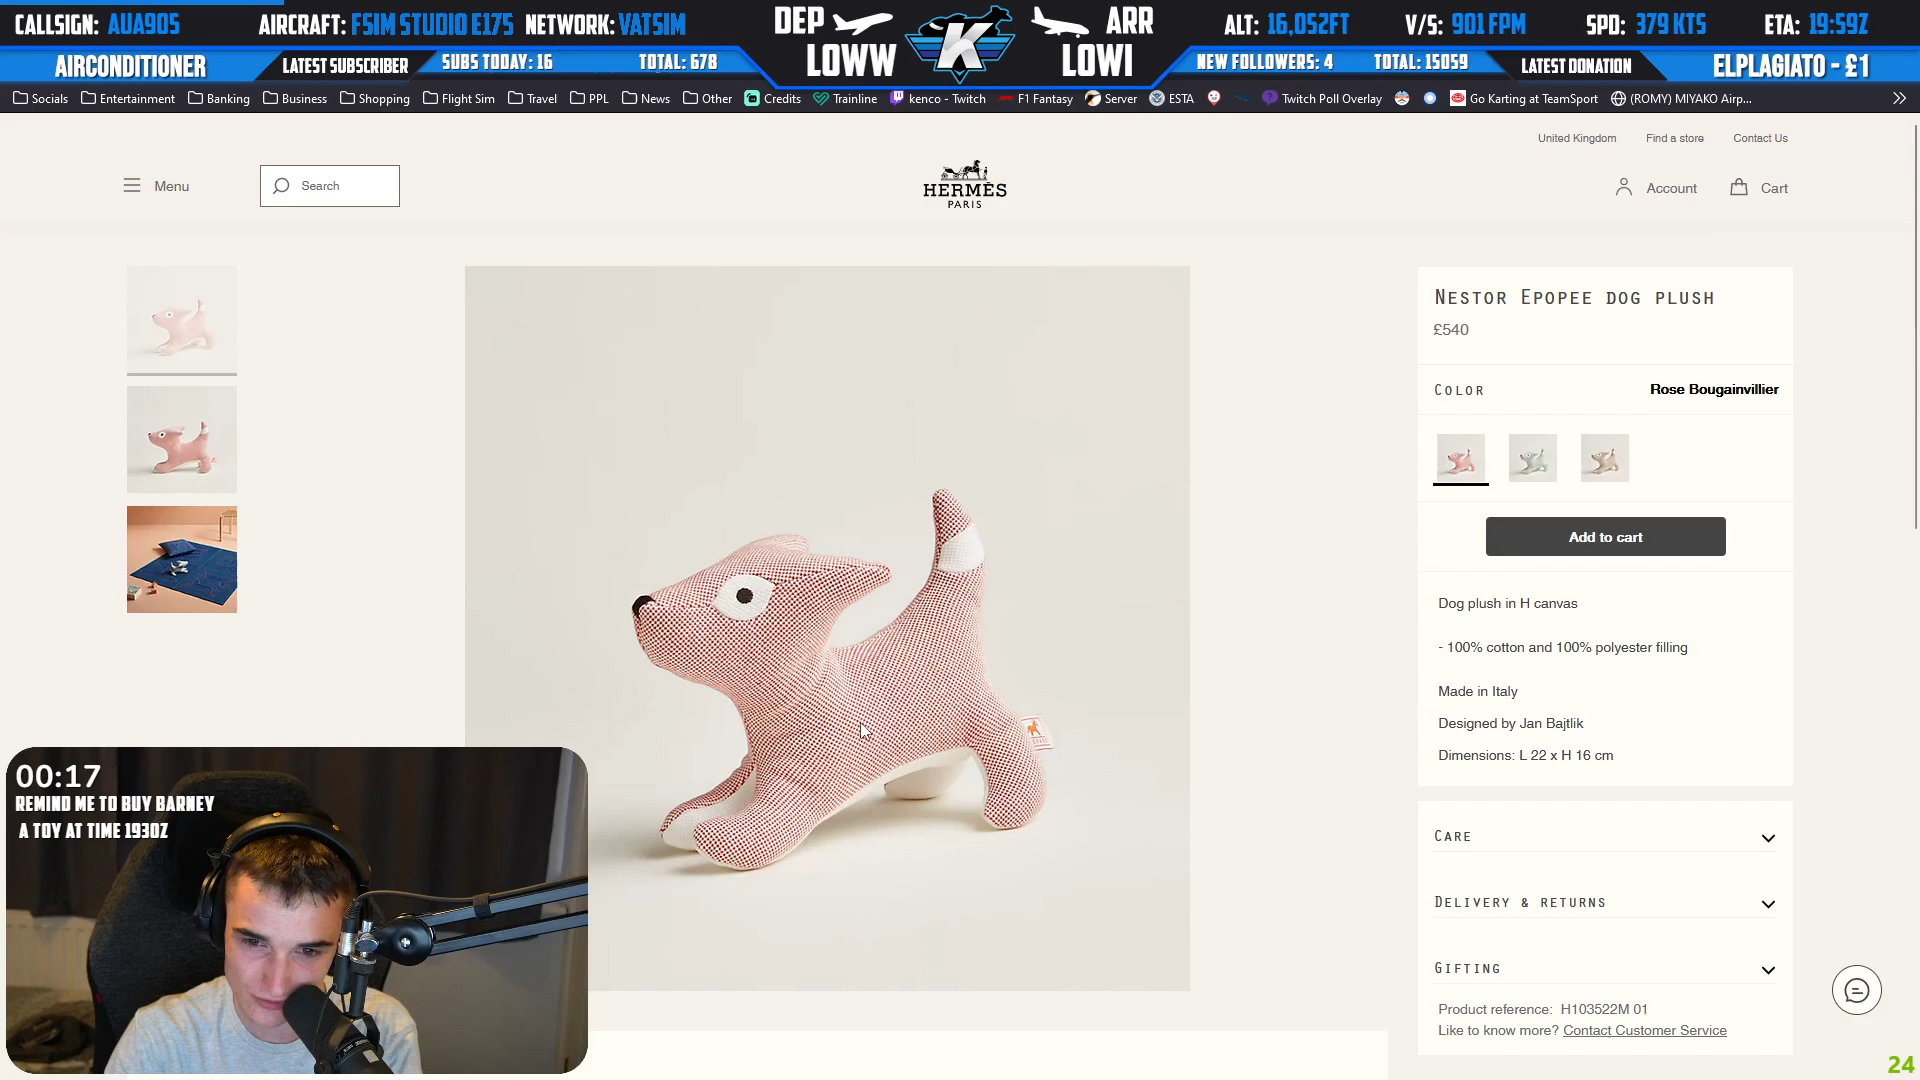 CALLSIGN: AUA905
AIRCRAFT: FSIM STUDIO E175 NETWORK: VATSIM
DEP
LOWW
K
ARR
LOWI
ALT: 16,052FT
V/S: 901 FPM
SPD: 379 KTS
ETA: 19:59Z
AIRCONDITIONER
LATEST SUBSCRIBER
SUBS TODAY: 16
TOTAL: 678
NEW FOLLOWERS: 4
TOTAL: 15059
LATEST DONATION
ELPLAGIATO - £1
Socials Entertainment Banking Business Shopping Flight Sim Travel PPL News Other Credits Trainline kenco - Twitch F1 Fantasy Server ESTA Twitch Poll Overlay Go Karting at TeamSport (ROMY) MIYAKO Airp...
United Kingdom Find a store Contact Us
Menu
Search
HERMÈS
PARIS
Account
Cart
Nestor Epopee dog plush
£540
Color
Rose Bougainvillier
Add to cart
Dog plush in H canvas
- 100% cotton and 100% polyester filling
Made in Italy
Designed by Jan Bajtlik
Dimensions: L 22 x H 16 cm
Care
Delivery & returns
Gifting
Product reference: H103522M 01
Like to know more? Contact Customer Service
00:17
REMIND ME TO BUY BARNEY
A TOY AT TIME 1930Z
24